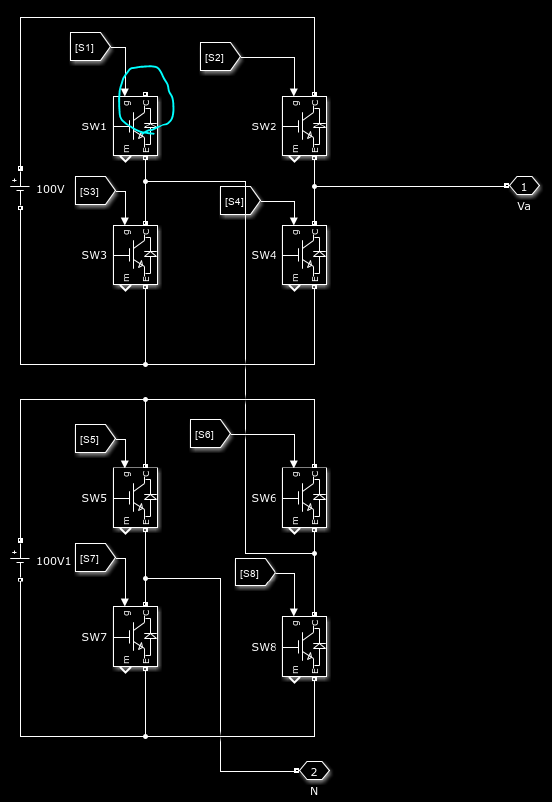 [S1]
[S2]
g C
SW1
m E
g C
SW2
m E
+
100V
[S3]
[S4]
1
Va
g C
SW3
m E
g C
SW4
m E
[S5]
[S6]
g C
SW5
m E
g C
SW6
m E
+
100V1
[S7]
[S8]
g C
SW7
m E
g C
SW8
m E
2
N